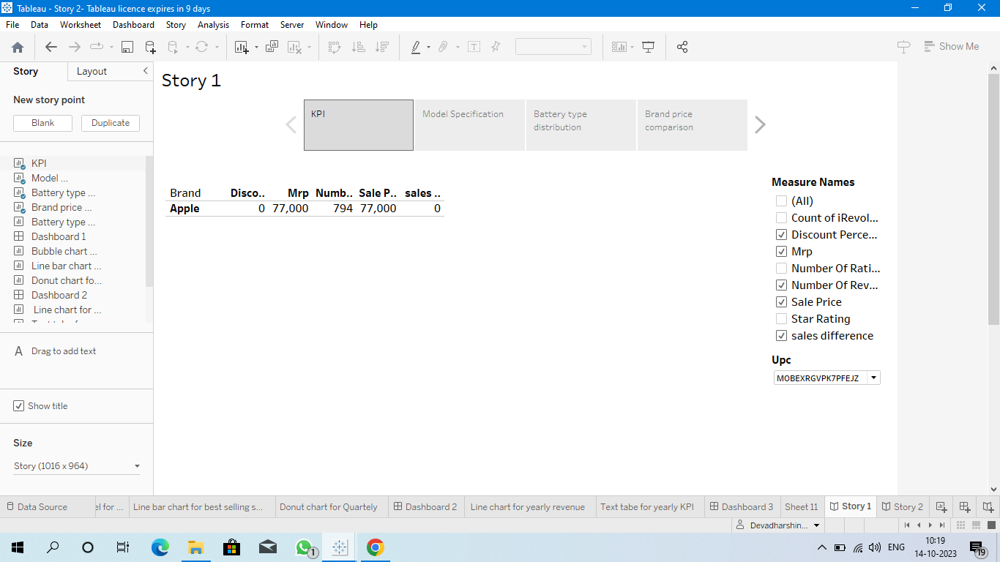 Tableau - Story 2- Tableau licence expires in 9 days
File Data Worksheet Dashboard Story Analysis Format Server Window Help
Show Me
Story Layout
New story point
Blank Duplicate
KPI
Model ...
Battery type ...
Brand price ...
Battery type ...
Dashboard 1
Bubble chart ...
Line bar chart ...
Donut chart fo...
Dashboard 2
Line chart for ...
A Drag to add text
Show title
Size
Story (1016 x 964)
Story 1
KPI
Model Specification
Battery type
distribution
Brand price
comparison
Brand Disco.. Mrp Numb.. Sale P.. sales ..
Apple 0 77,000 794 77,000 0
Measure Names
(All)
Count of iRevol...
Discount Perce...
Mrp
Number Of Rati...
Number Of Rev...
Sale Price
Star Rating
sales difference
Upc
MOBEXRGVPK7PFEJZ
Data Source el for ... Line bar chart for best selling s... Donut chart for Quartely Dashboard 2 Line chart for yearly revenue Text tabe for yearly KPI Dashboard 3 Sheet 11 Story 1 Story 2
Devadharshin...
1
ENG
10:19
14-10-2023
19